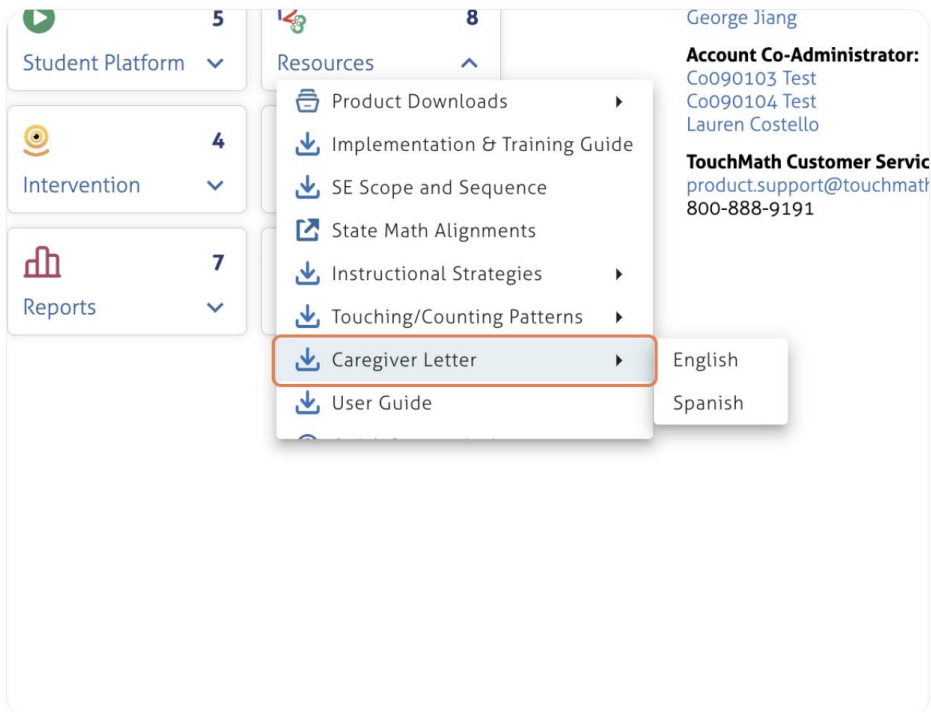 5
Student Platform
8
Resources
Product Downloads
Implementation & Training Guide
SE Scope and Sequence
State Math Alignments
Instructional Strategies
Touching/Counting Patterns
Caregiver Letter
User Guide
English
Spanish
4
Intervention
7
Reports
George Jiang
Account Co-Administrator:
Co090103 Test
Co090104 Test
Lauren Costello
TouchMath Customer Servic
product.support@touchmath
800-888-9191